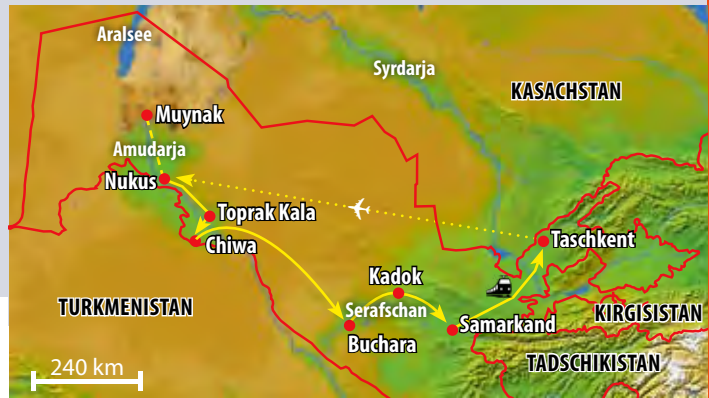 Aralsee
Syrdarja
KASACHSTAN
Muynak
Amudarja
Nukus
Toprak Kala
Chiwa
Taschkent
Kadok
Serafschan
TURKMENISTAN
Buchara
Samarkand
KIRGISISTAN
TADSCHIKISTAN
240 km